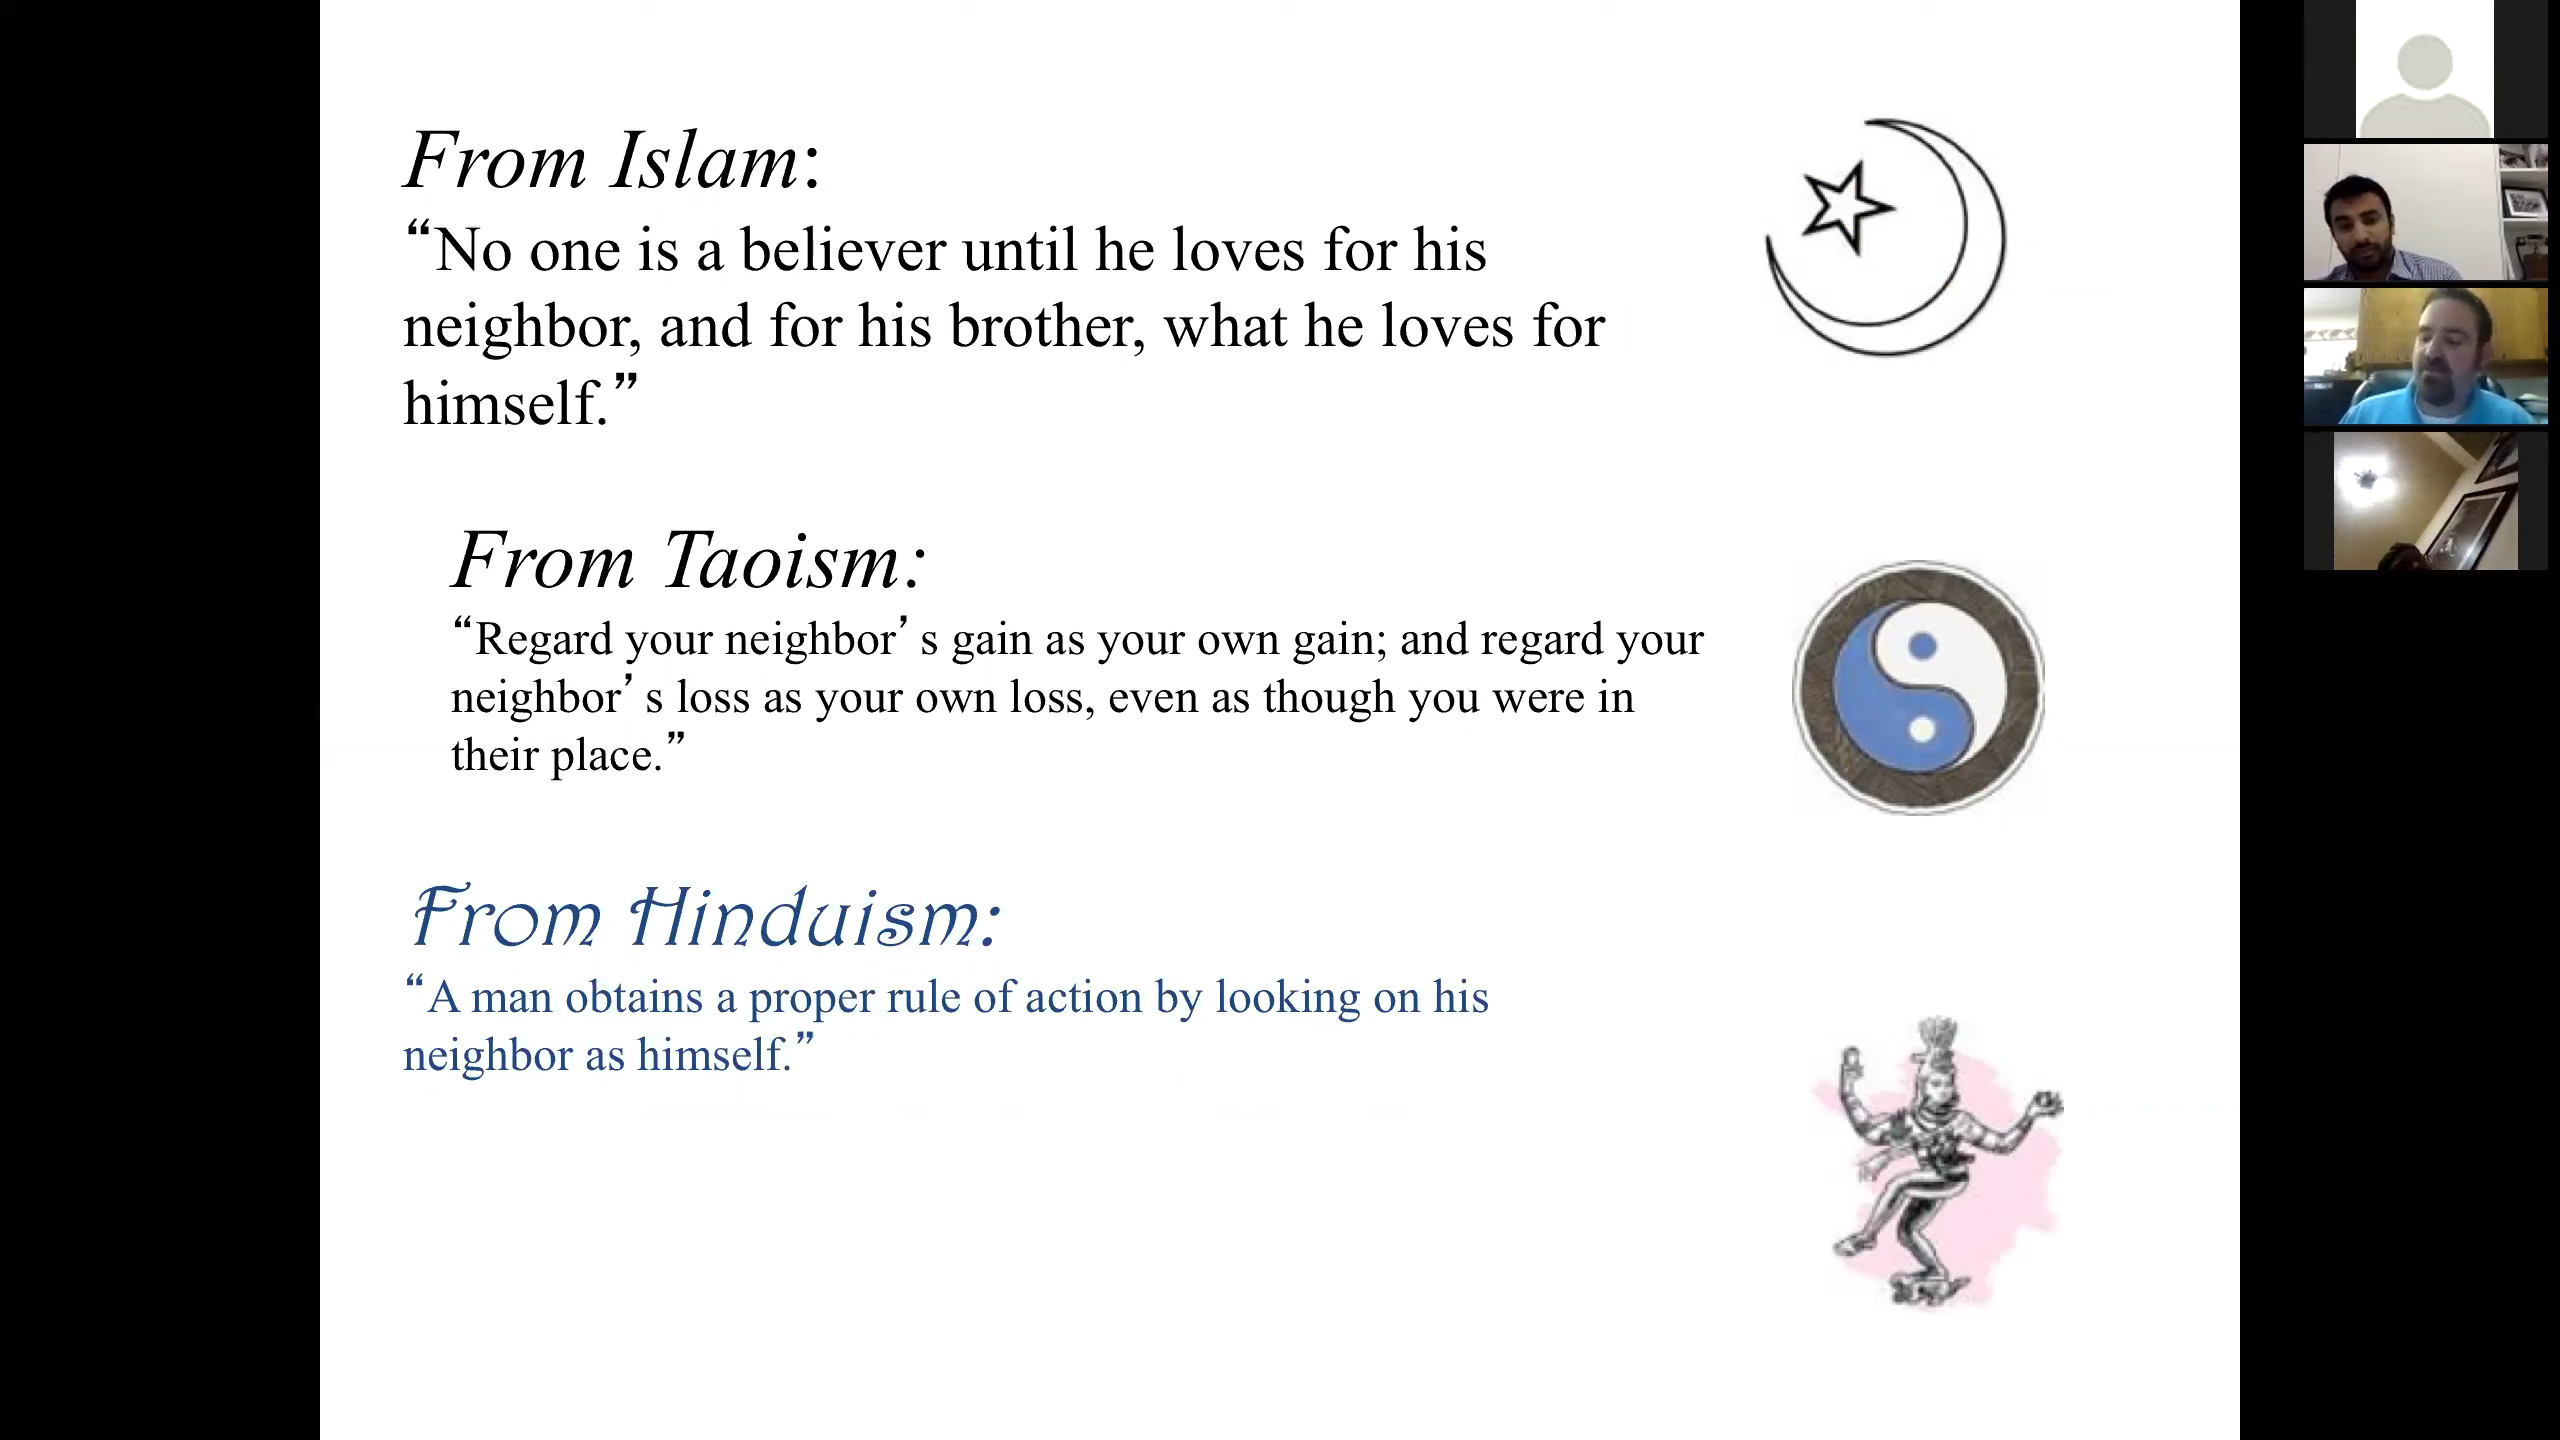 From Islam:
“No one is a believer until he loves for his
neighbor, and for his brother, what he loves for
himself.”
From Taoism:
“Regard your neighbor’s gain as your own gain; and regard your
neighbor’s loss as your own loss, even as though you were in
their place.”
From Hinduism:
“A man obtains a proper rule of action by looking on his
neighbor as himself.”